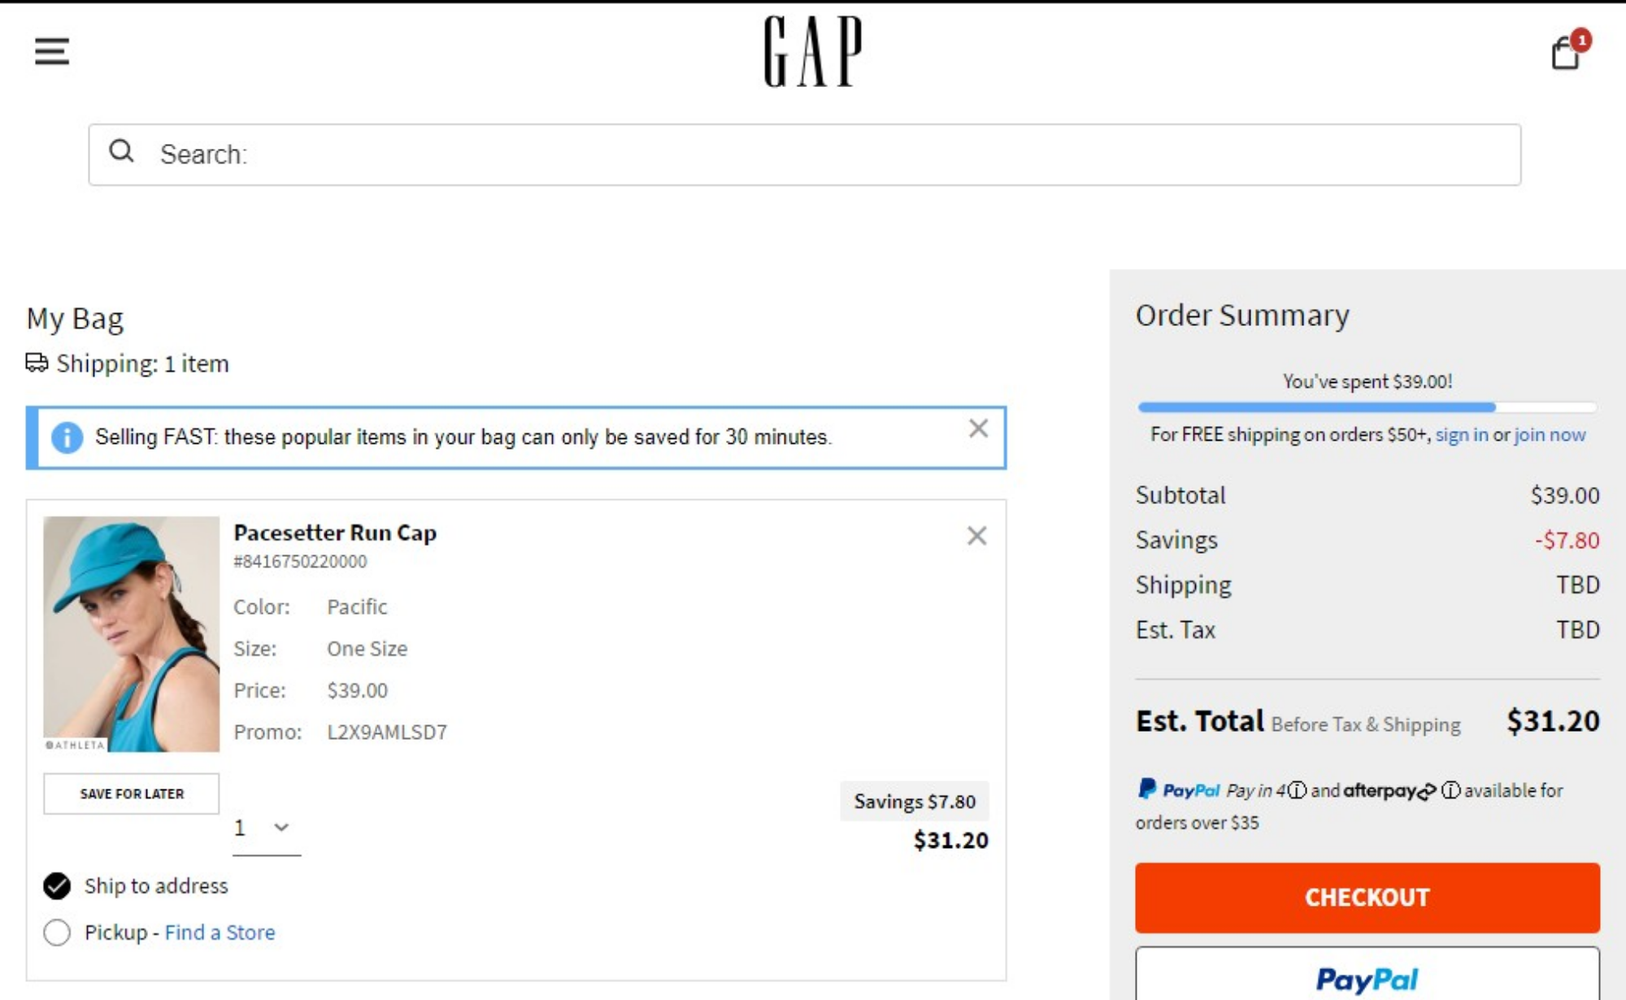 GAP
1
Search:
My Bag
Shipping: 1 item
Selling FAST: these popular items in your bag can only be saved for 30 minutes.
Pacesetter Run Cap
#8416750220000
Color: Pacific
Size: One Size
Price: $39.00
Promo: L2X9AMLSD7
@ATHLETA
SAVE FOR LATER
1
Savings $7.80
$31.20
Ship to address
Pickup - Find a Store
Order Summary
You've spent $39.00!
For FREE shipping on orders $50+, sign in or join now
Subtotal $39.00
Savings -$7.80
Shipping TBD
Est. Tax TBD
Est. Total Before Tax & Shipping $31.20
PayPal Pay in 4 and afterpay available for
orders over $35
CHECKOUT
PayPal